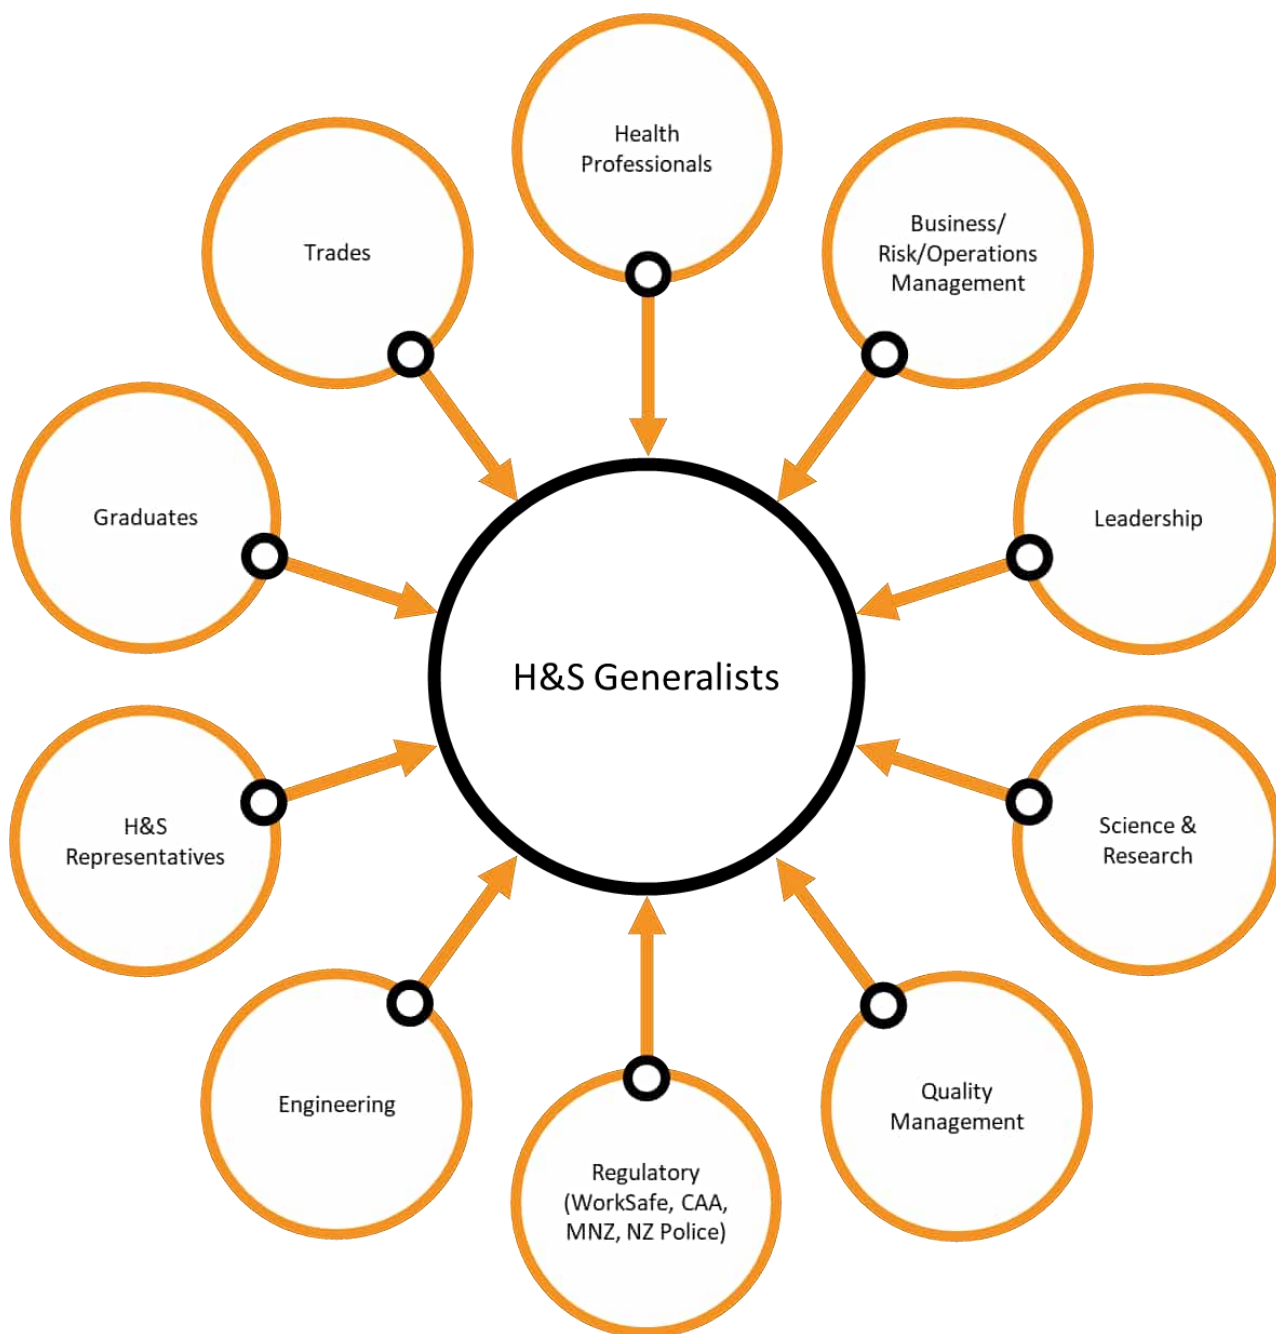 Health
Professionals
Business/
Risk/Operations
Management
Trades
Graduates
Leadership
H&S Generalists
H&S
Representatives
Science &
Research
Engineering
Quality
Management
Regulatory
(WorkSafe, CAA,
MNZ, NZ Police)